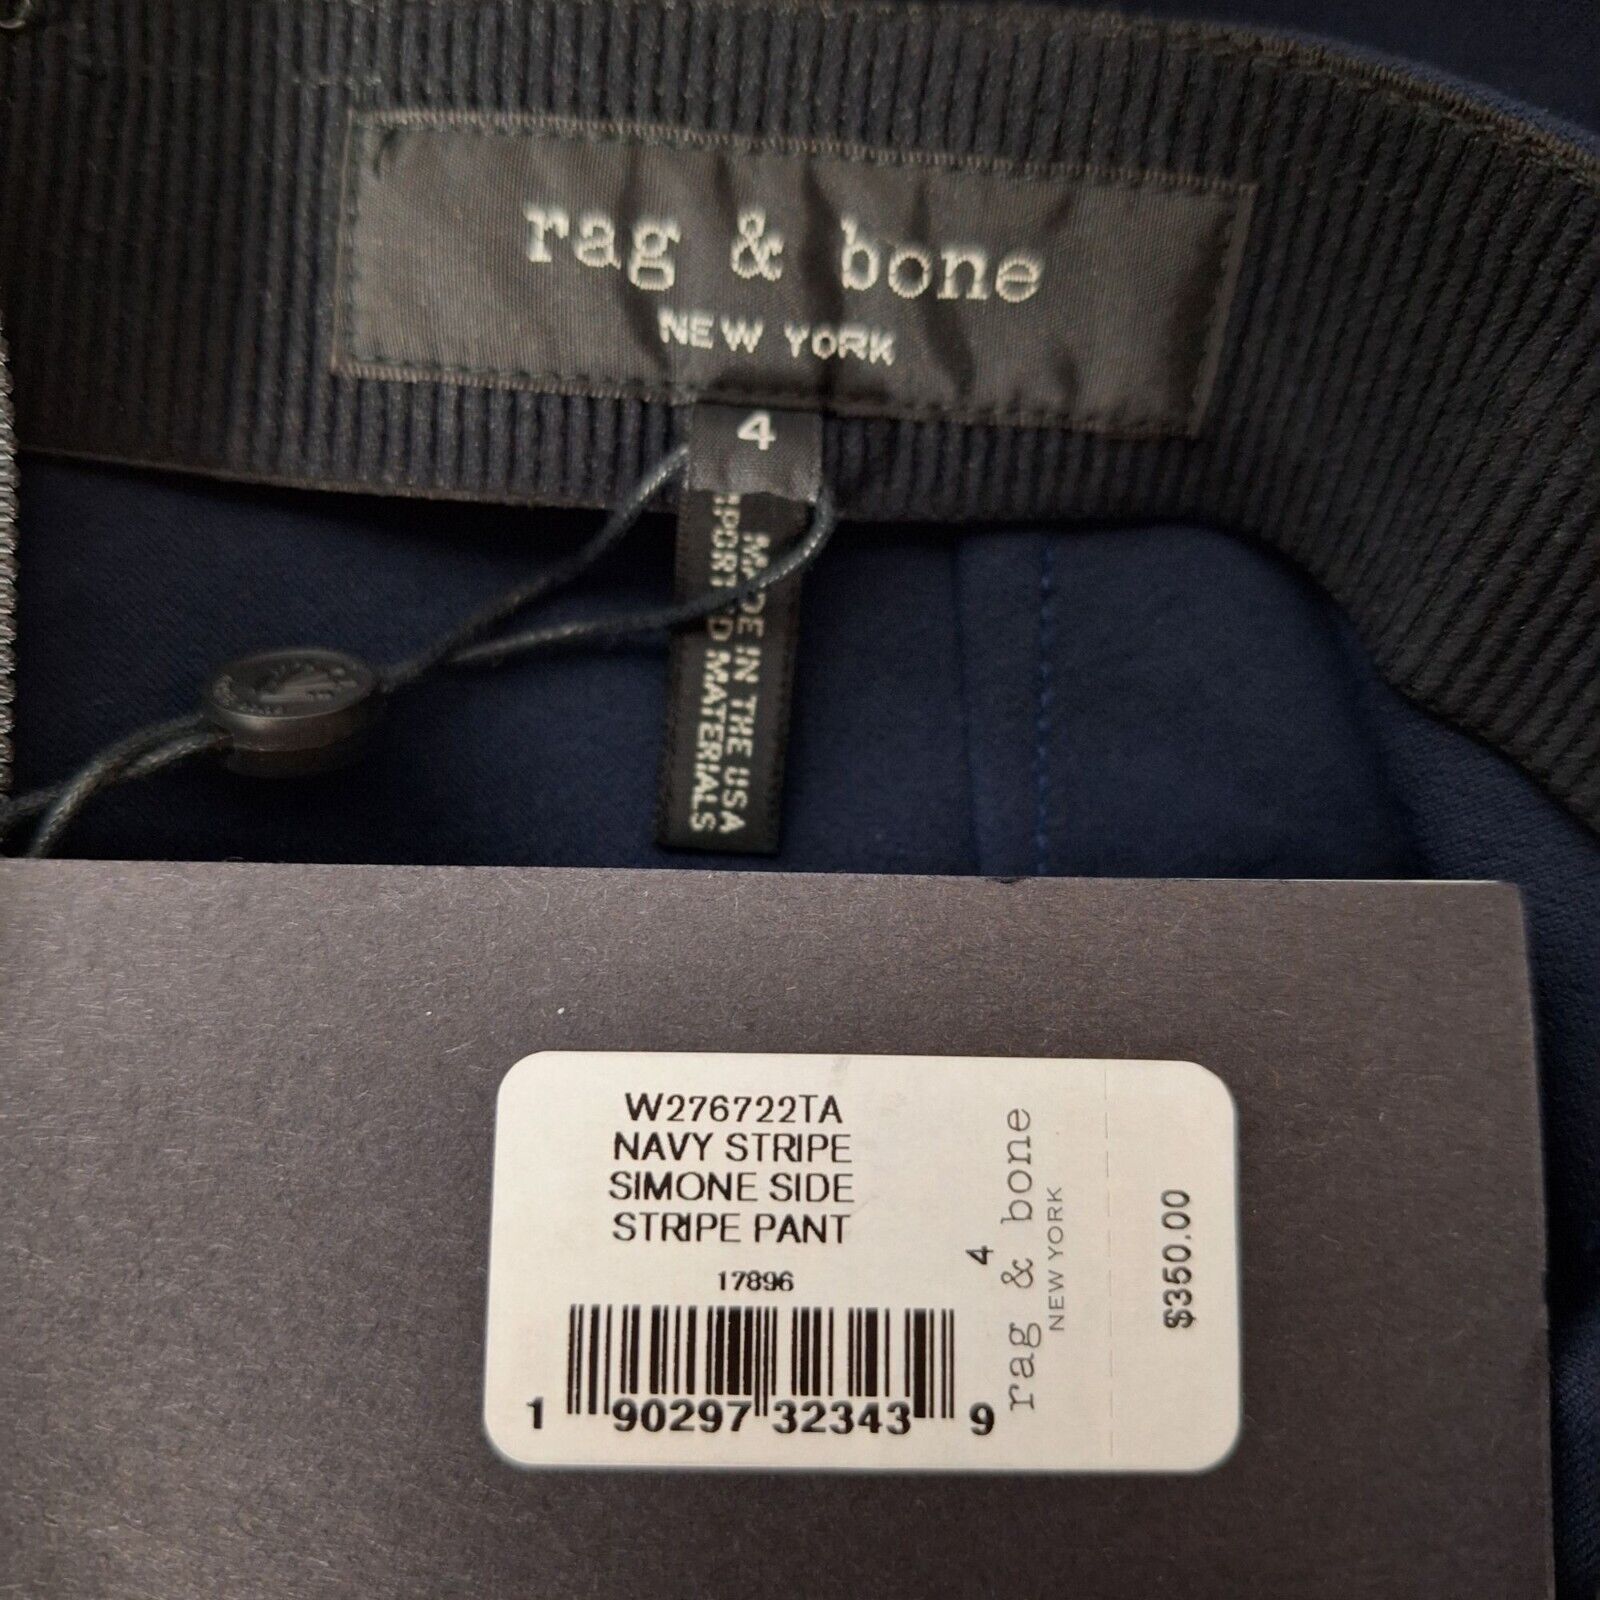 rag & bone
NEW YORK
4
MADE IN THE USA
IMPORTED MATERIALS
W276722TA
NAVY STRIPE
SIMONE SIDE
STRIPE PANT
17896
1 90297 32343 9
4
rag & bone
NEW YORK
$350.00